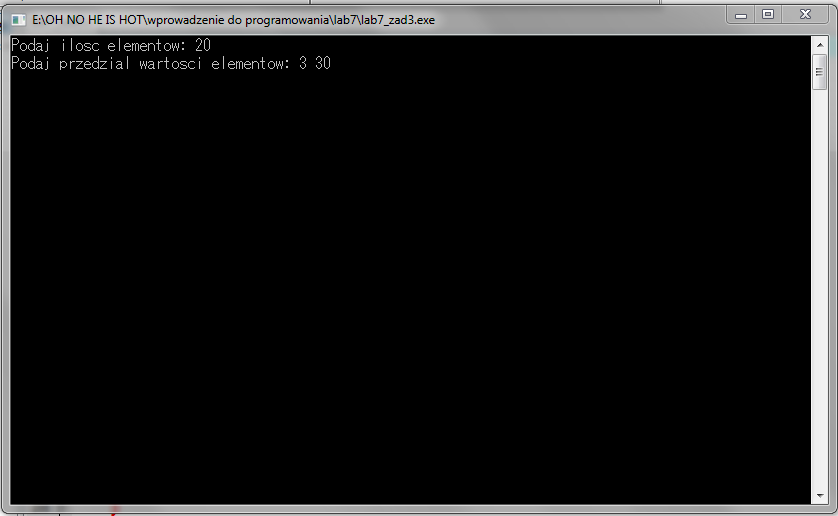 E:\OH NO HE IS HOT\wprowadzenie do programowania\lab7\lab7_zad3.exe
Podaj ilosc elementow: 20
Podaj przedzial wartosci elementow: 3 30